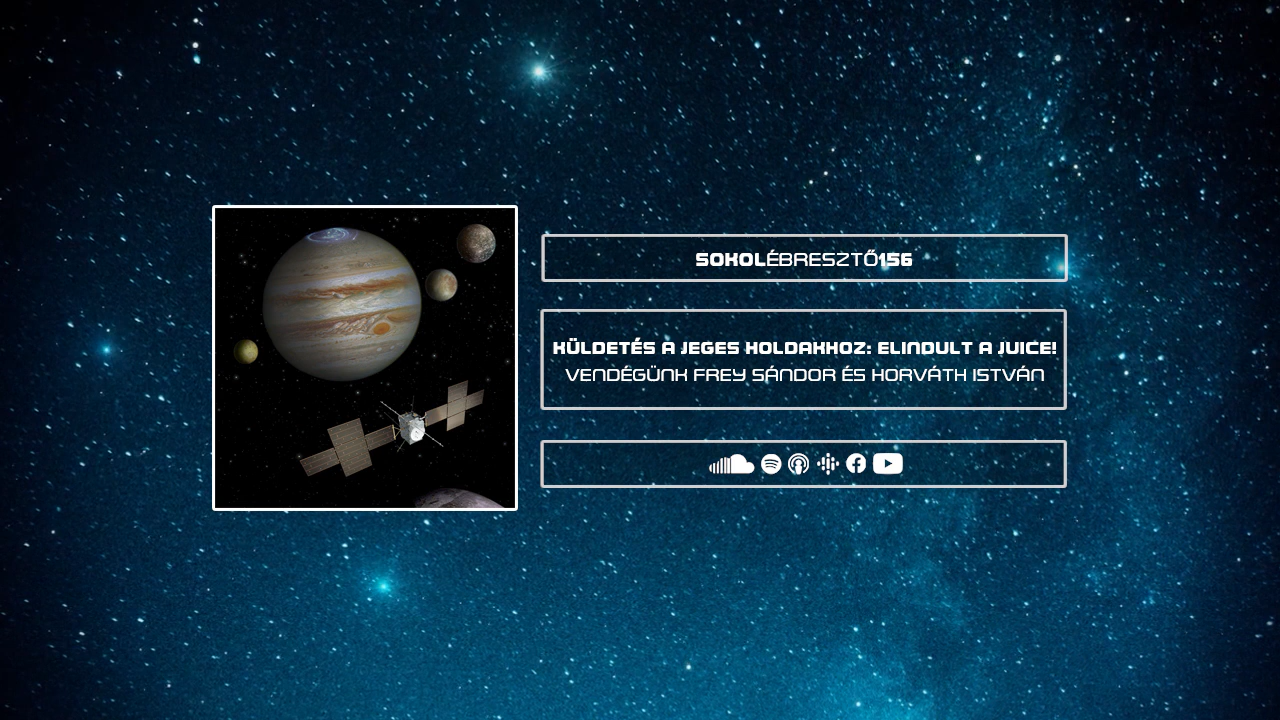 SOKOLÉBRESZTŐ156
KÜLDETÉS A JEGES HOLDAKHOZ: ELINDULT A JUICE!
VENDÉGÜNK FREY SÁNDOR ÉS HORVÁTH ISTVÁN